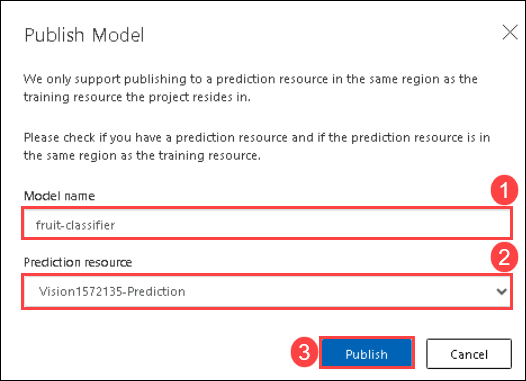 Publish Model
We only support publishing to a prediction resource in the same region as the
training resource the project resides in.
Please check if you have a prediction resource and if the prediction resource is in
the same region as the training resource.
Model name
1
fruit-classifier
Prediction resource
2
Vision1572135-Prediction
3
Publish
Cancel